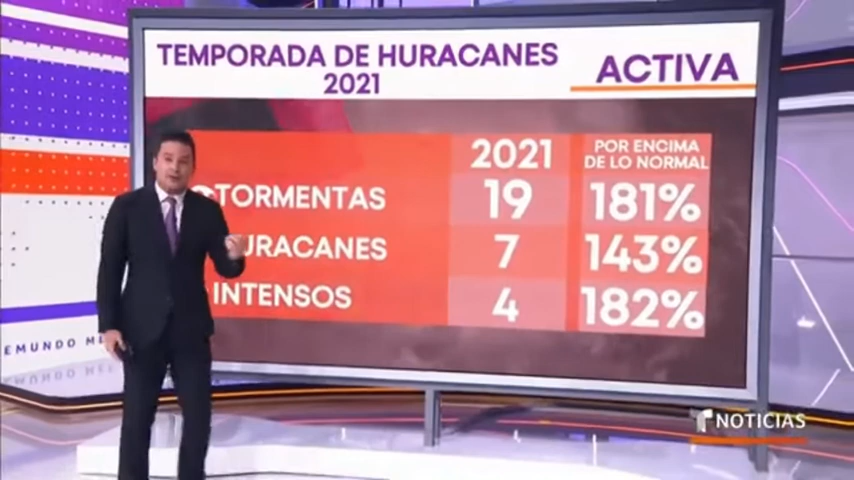 TEMPORADA DE HURACANES
2021
ACTIVA
2021
POR ENCIMA
DE LO NORMAL
TORMENTAS 19 181%
URACANES 7 143%
INTENSOS 4 182%
EMUNDO
NOTICIAS